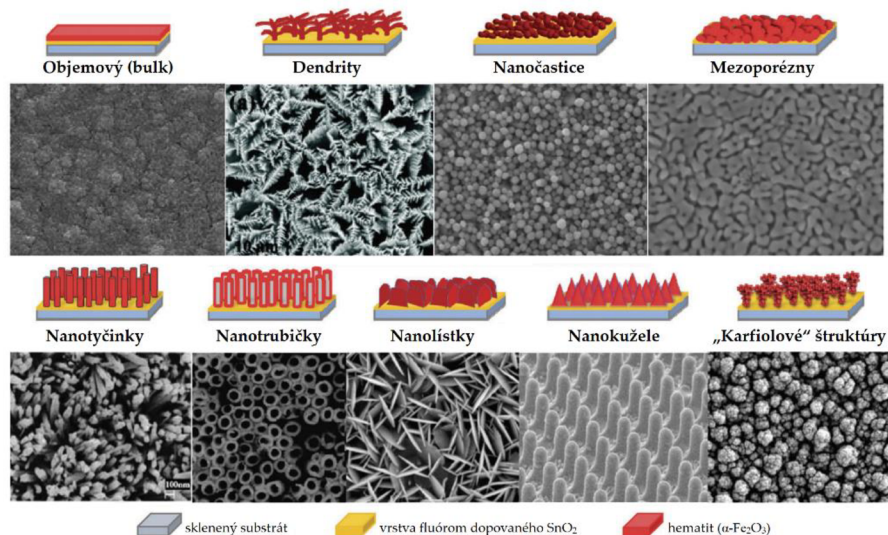 Objemový (bulk)
Dendrity
Nanočastice
Mezoporézny
Nanotyčinky
Nanotrubičky
Nanolístky
Nanokužele
„Karfiolové“ štruktúry
100nm
sklenený substrát
vrstva fluórom dopovaného SnO₂
hematit (α-Fe₂O₃)